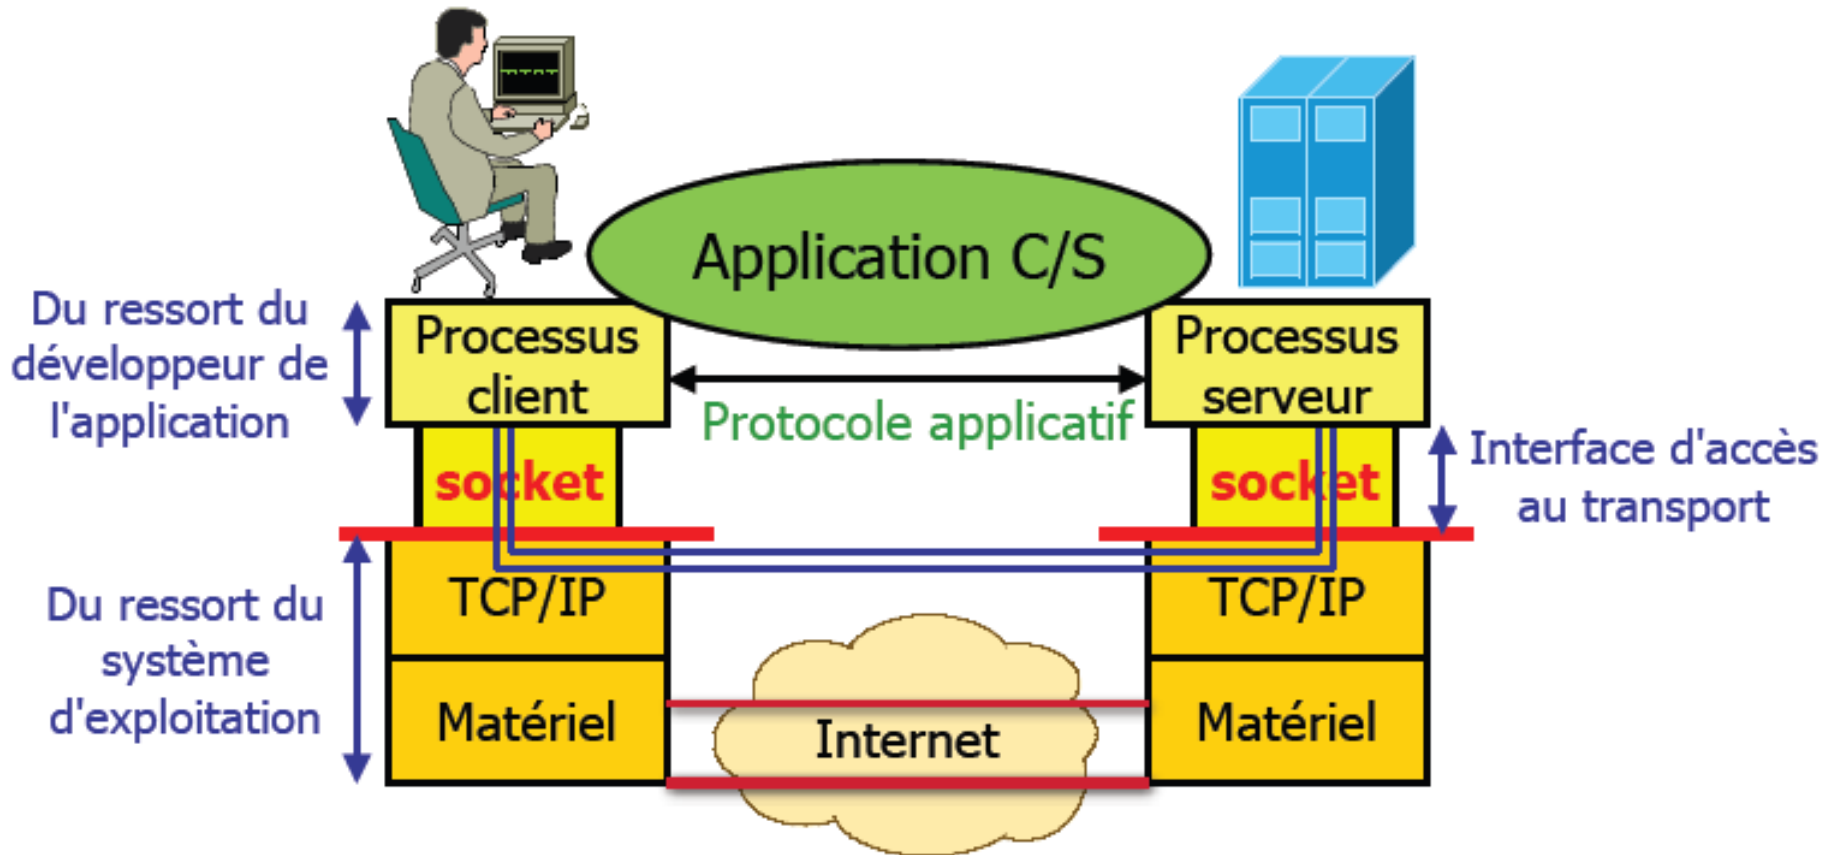 Application C/S
Du ressort du
développeur de
l'application
Processus
client
Protocole applicatif
Processus
serveur
socket
socket
Interface d'accès
au transport
Du ressort du
système
d'exploitation
TCP/IP
TCP/IP
Matériel
Internet
Matériel